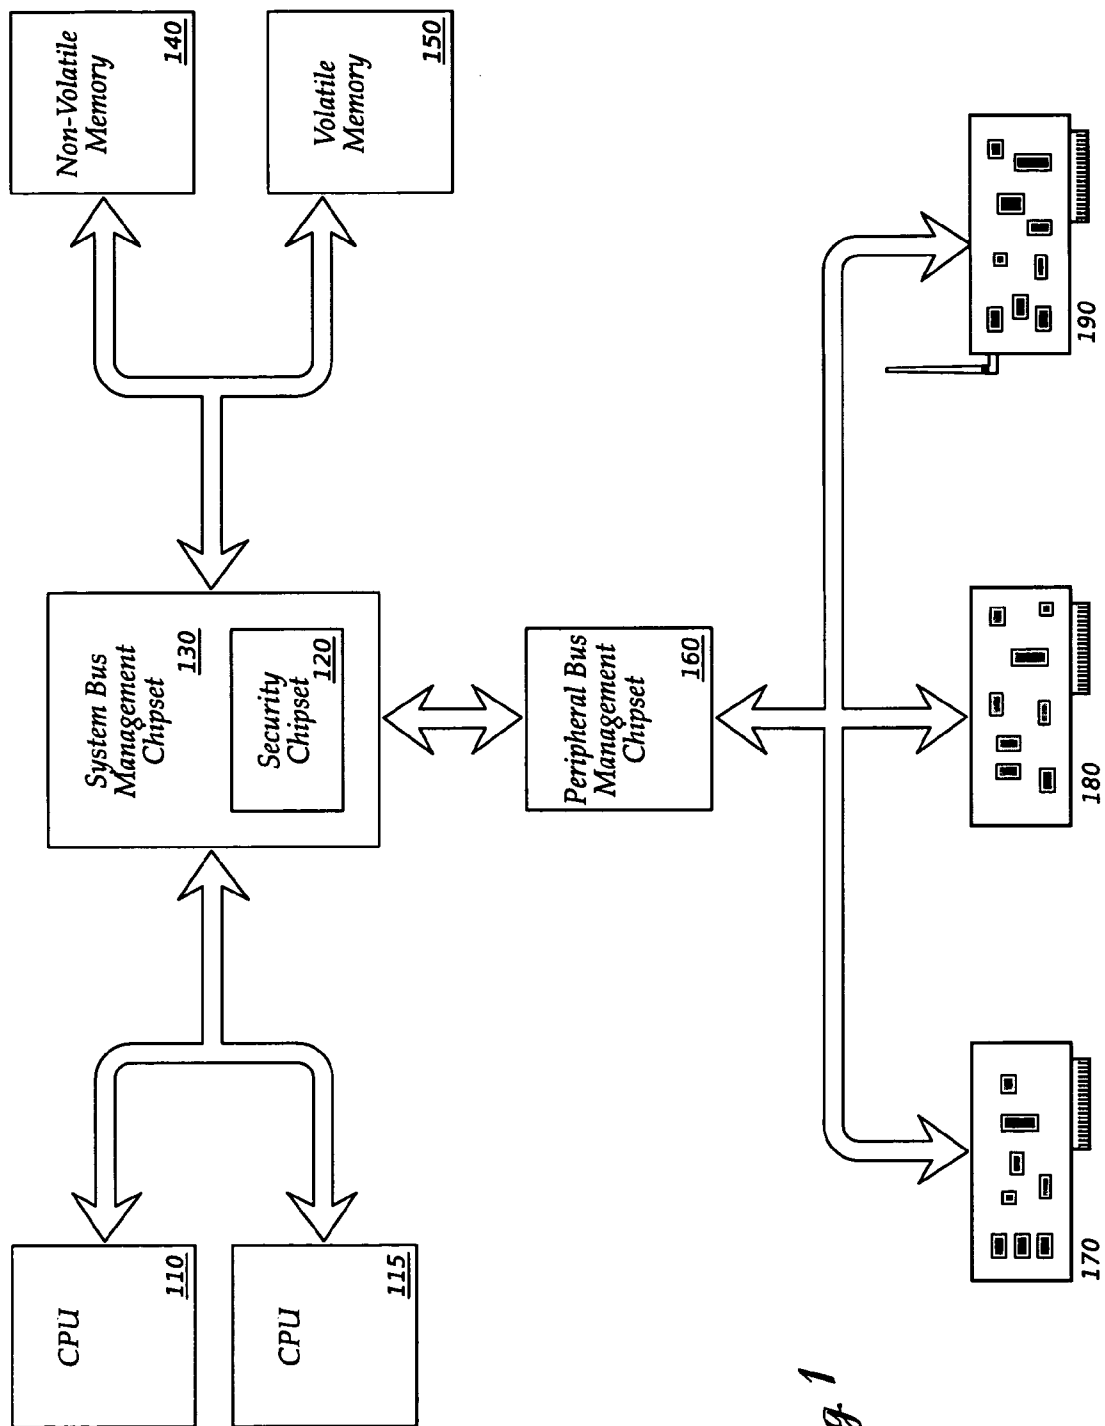 CPU
110
CPU
115
System Bus
Management
Chipset
130
Security
Chipset
120
Non-Volatile
Memory
140
Volatile
Memory
150
Peripheral Bus
Management
Chipset
160
170
180
190
g 1